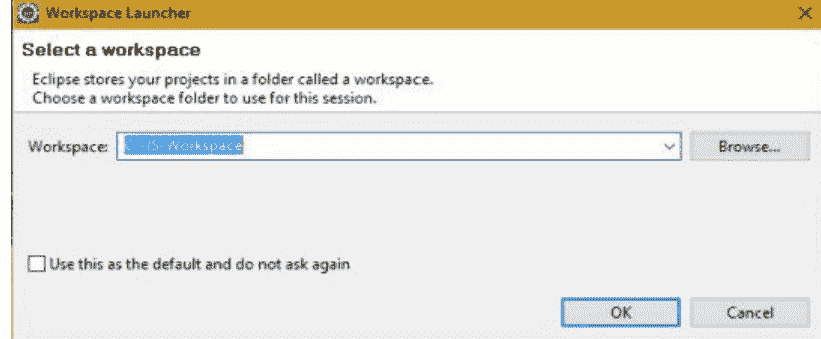 Workspace Launcher
Select a workspace
Eclipse stores your projects in a folder called a workspace.
Choose a workspace folder to use for this session.
Workspace: Workspace Browse...
Use this as the default and do not ask again
OK Cancel